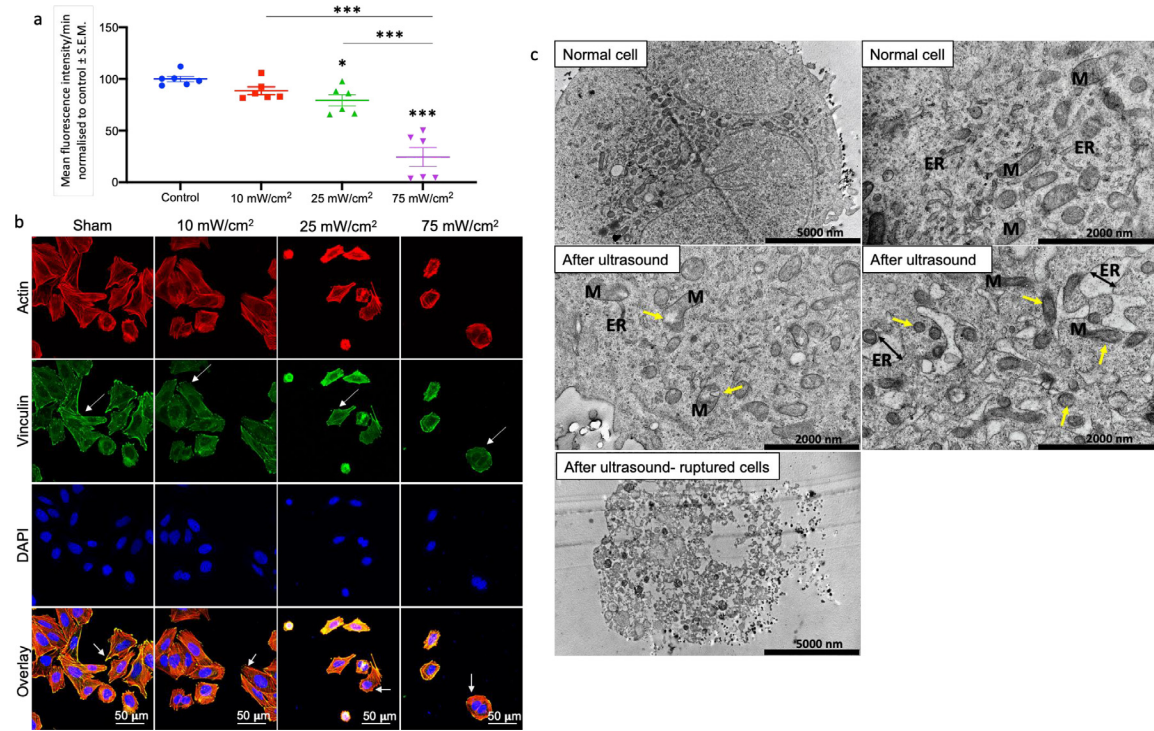 a
Mean fluorescence intensity/min
normalised to control ± S.E.M.
150
100
50
0
***
***
*
***
Control
10 mW/cm²
25 mW/cm²
75 mW/cm²
b
Sham
10 mW/cm²
25 mW/cm²
75 mW/cm²
Actin
Vinculin
DAPI
Overlay
50 µm
50 µm
50 µm
50 µm
c
Normal cell
5000 nm
Normal cell
M
ER
ER
M
M
2000 nm
After ultrasound
M
M
ER
M
2000 nm
After ultrasound
M
ER
M
ER
2000 nm
After ultrasound- ruptured cells
5000 nm